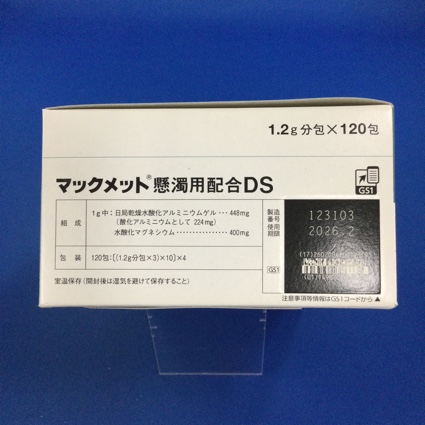 1.2g分包×120包
GS1
マックメット®懸濁用配合DS
組成
1g中：日局乾燥水酸化アルミニウムゲル… 448mg
（酸化アルミニウムとして 224mg）
水酸化マグネシウム……………… 400mg
包装
120包：[(1.2g分包×3)×10]×4
室温保存（開封後は湿気を避けて保存すること）
製造番号
123103
使用期限
2026.2
GS1
注意事項等情報はGS1コードから▲